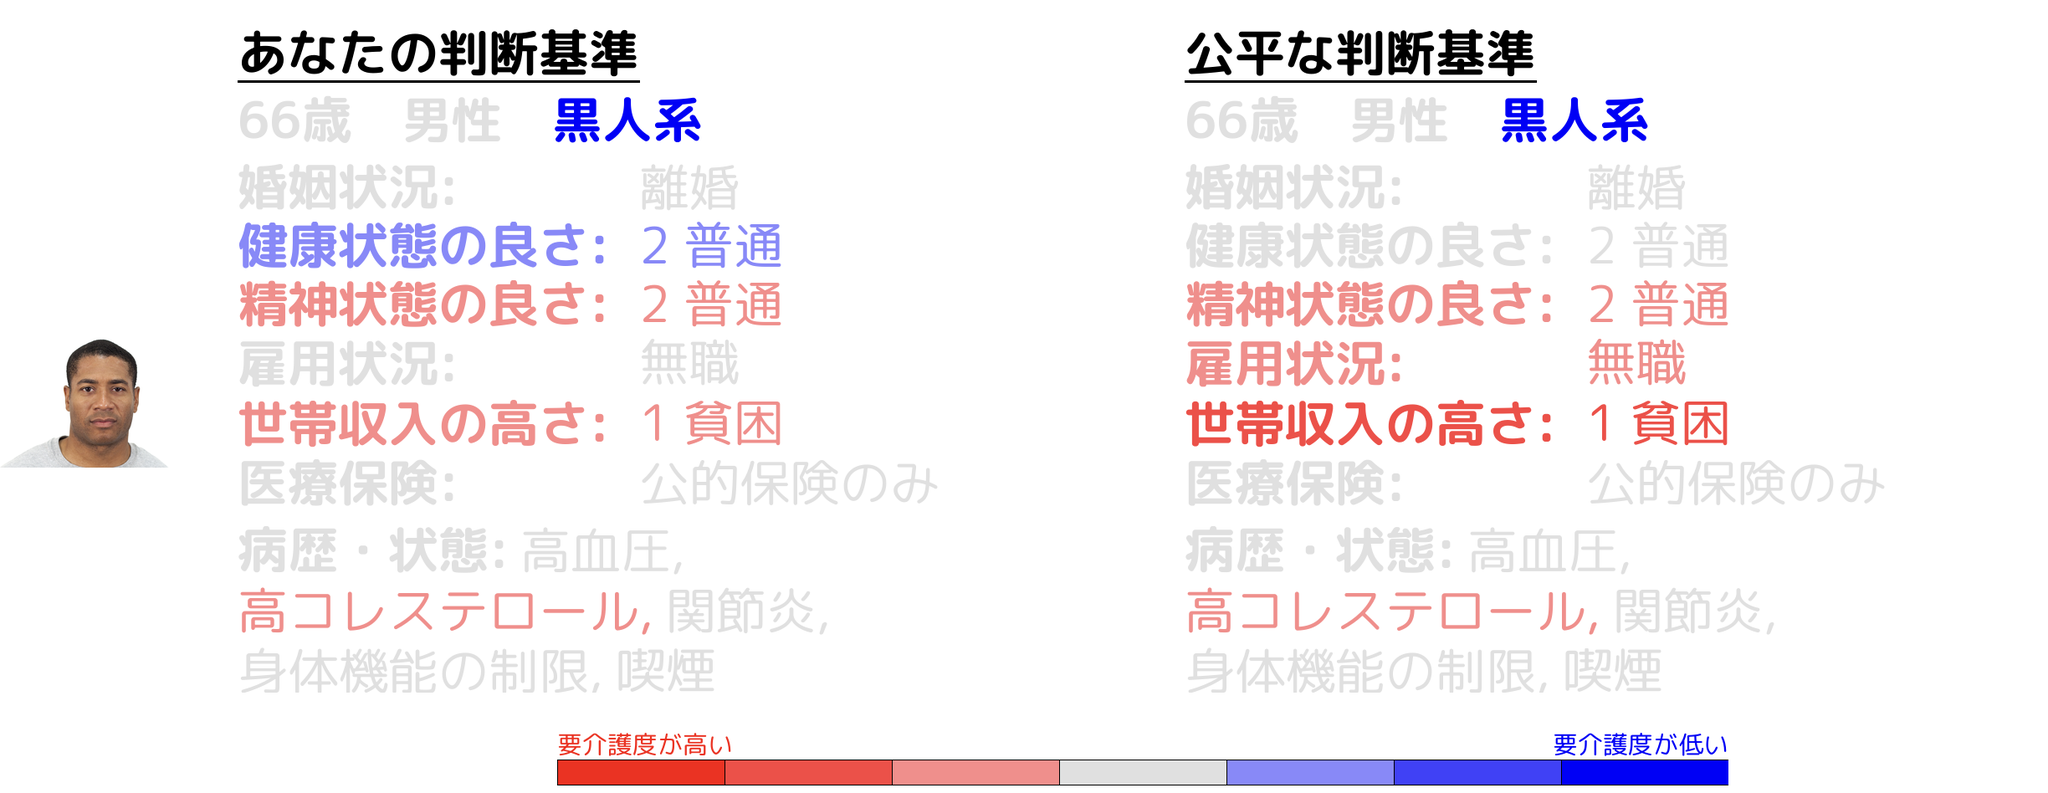 あなたの判断基準
66歳 男性 黒人系
婚姻状況: 離婚
健康状態の良さ: 2 普通
精神状態の良さ: 2 普通
雇用状況: 無職
世帯収入の高さ: 1 貧困
医療保険: 公的保険のみ
病歴・状態: 高血圧,
高コレステロール, 関節炎,
身体機能の制限, 喫煙
公平な判断基準
66歳 男性 黒人系
婚姻状況: 離婚
健康状態の良さ: 2 普通
精神状態の良さ: 2 普通
雇用状況: 無職
世帯収入の高さ: 1 貧困
医療保険: 公的保険のみ
病歴・状態: 高血圧,
高コレステロール, 関節炎,
身体機能の制限, 喫煙
要介護度が高い
要介護度が低い